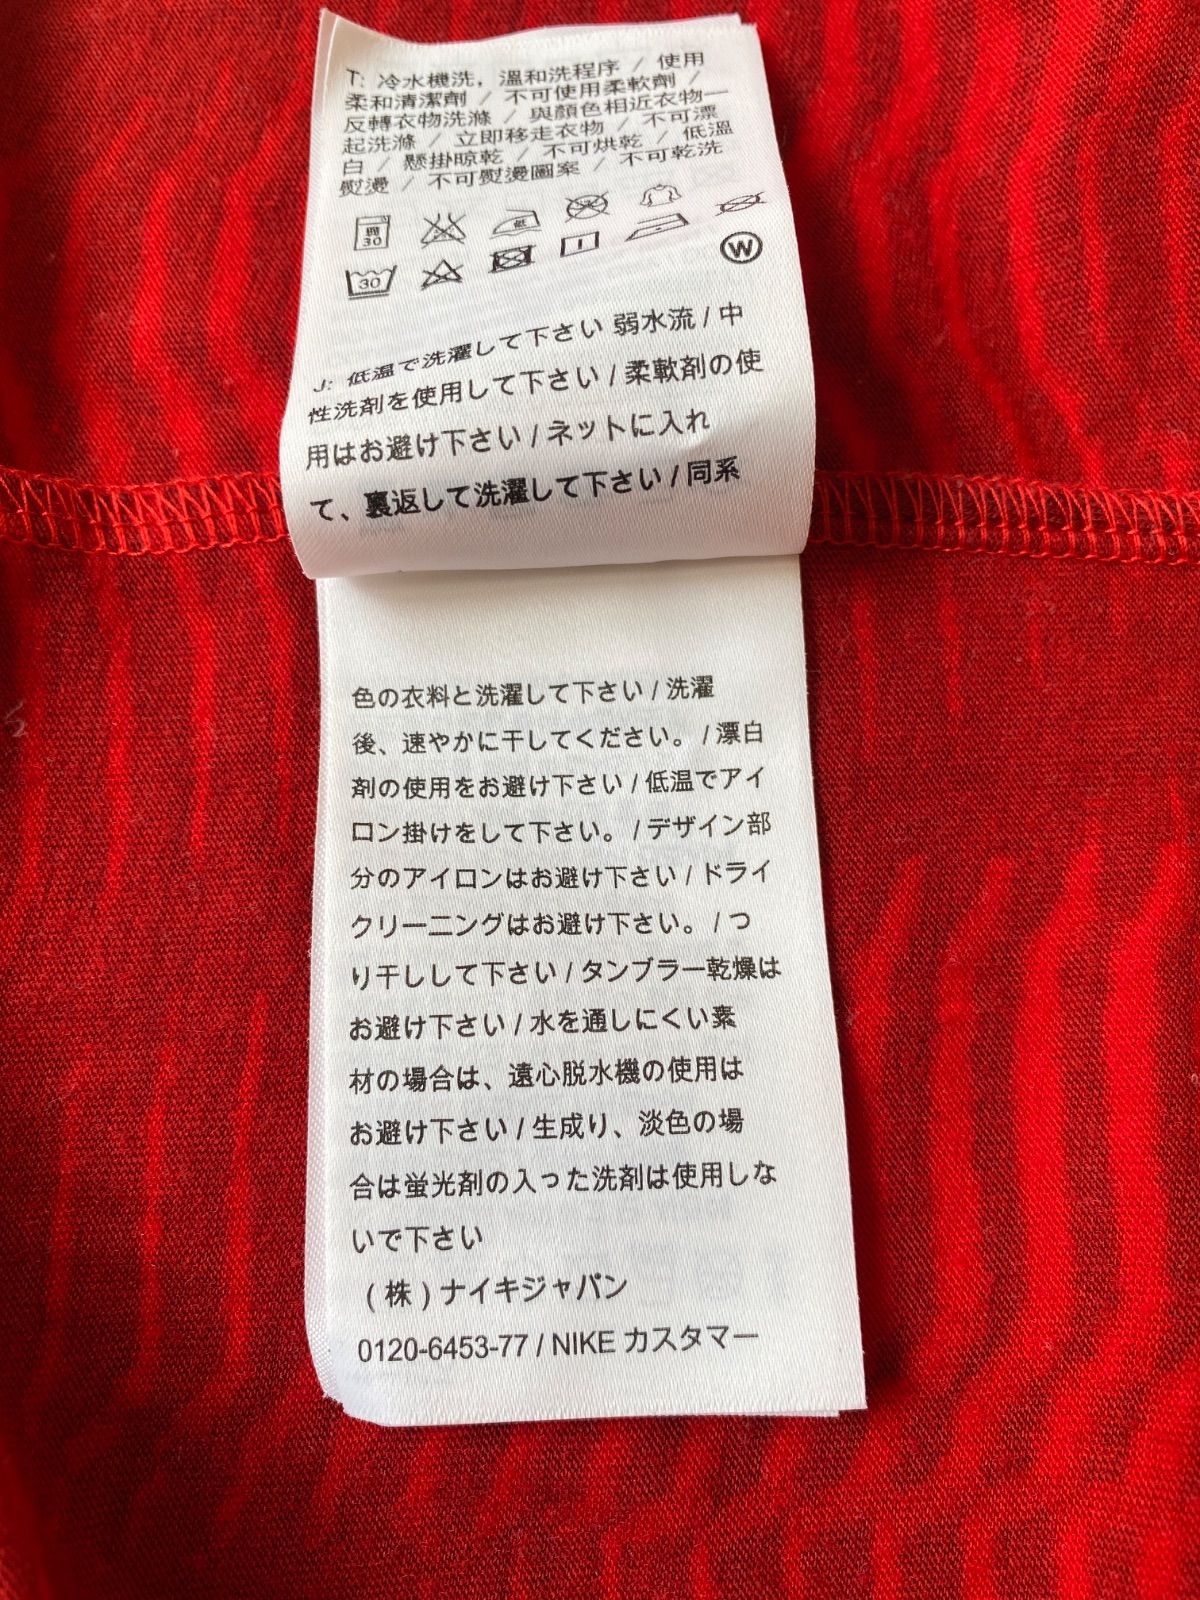 T: 冷水機洗，溫和洗程序 / 使用
柔和清潔劑 / 不可使用柔軟劑 /
反轉衣物洗滌 / 與顏色相近衣物一
起洗滌 / 立即移走衣物 / 不可漂
白 / 懸掛晾乾 / 不可烘乾 / 低溫
熨燙 / 不可熨燙圖案 / 不可乾洗
30
低
30
W
J: 低温で洗濯して下さい 弱水流 / 中
性洗剤を使用して下さい / 柔軟剤の使
用はお避け下さい / ネットに入れ
て、裏返して洗濯して下さい / 同系
色の衣料と洗濯して下さい / 洗濯
後、速やかに干してください。 / 漂白
剤の使用をお避け下さい / 低温でアイ
ロン掛けをして下さい。 / デザイン部
分のアイロンはお避け下さい / ドライ
クリーニングはお避け下さい。 / つ
り干しして下さい / タンブラー乾燥は
お避け下さい / 水を通しにくい素
材の場合は、遠心脱水機の使用は
お避け下さい / 生成り、淡色の場
合は蛍光剤の入った洗剤は使用しな
いで下さい
(株) ナイキジャパン
0120-6453-77 / NIKE カスタマー